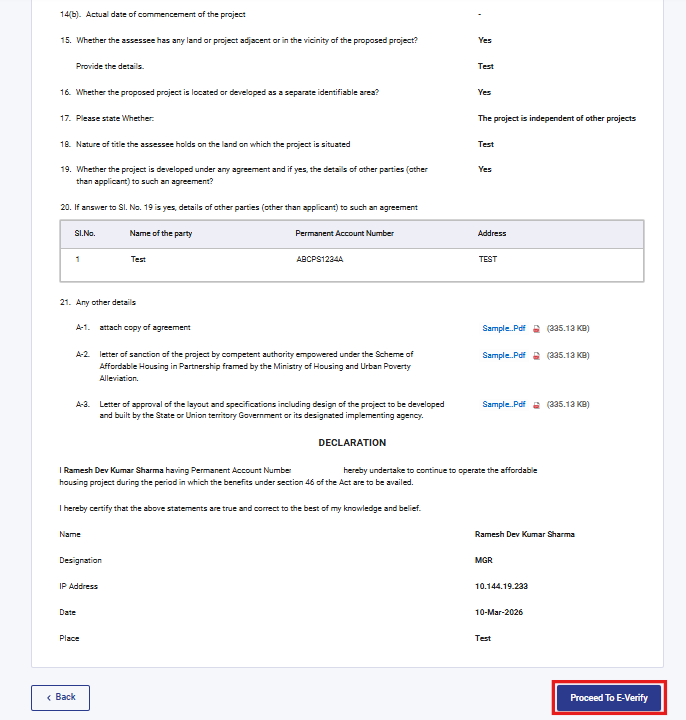 14(b). Actual date of commencement of the project -
15. Whether the assessee has any land or project adjacent or in the vicinity of the proposed project? Yes
Provide the details. Test
16. Whether the proposed project is located or developed as a separate identifiable area? Yes
17. Please state Whether: The project is independent of other projects
18. Nature of title the assessee holds on the land on which the project is situated Test
19. Whether the project is developed under any agreement and if yes, the details of other parties (other Yes
than applicant) to such an agreement?
20. If answer to Sl. No. 19 is yes, details of other parties (other than applicant) to such an agreement
Sl.No. Name of the party Permanent Account Number Address
1 Test ABCPS1234A TEST
21. Any other details
A-1. attach copy of agreement Sample..Pdf (335.13 KB)
A-2. letter of sanction of the project by competent authority empowered under the Scheme of Sample..Pdf (335.13 KB)
Affordable Housing in Partnership framed by the Ministry of Housing and Urban Poverty
Alleviation.
A-3. Letter of approval of the layout and specifications including design of the project to be developed Sample..Pdf (335.13 KB)
and built by the State or Union territory Government or its designated implementing agency.
DECLARATION
I Ramesh Dev Kumar Sharma having Permanent Account Number hereby undertake to continue to operate the affordable
housing project during the period in which the benefits under section 46 of the Act are to be availed.
I hereby certify that the above statements are true and correct to the best of my knowledge and belief.
Name Ramesh Dev Kumar Sharma
Designation MGR
IP Address 10.144.19.233
Date 10-Mar-2026
Place Test
< Back Proceed To E-Verify